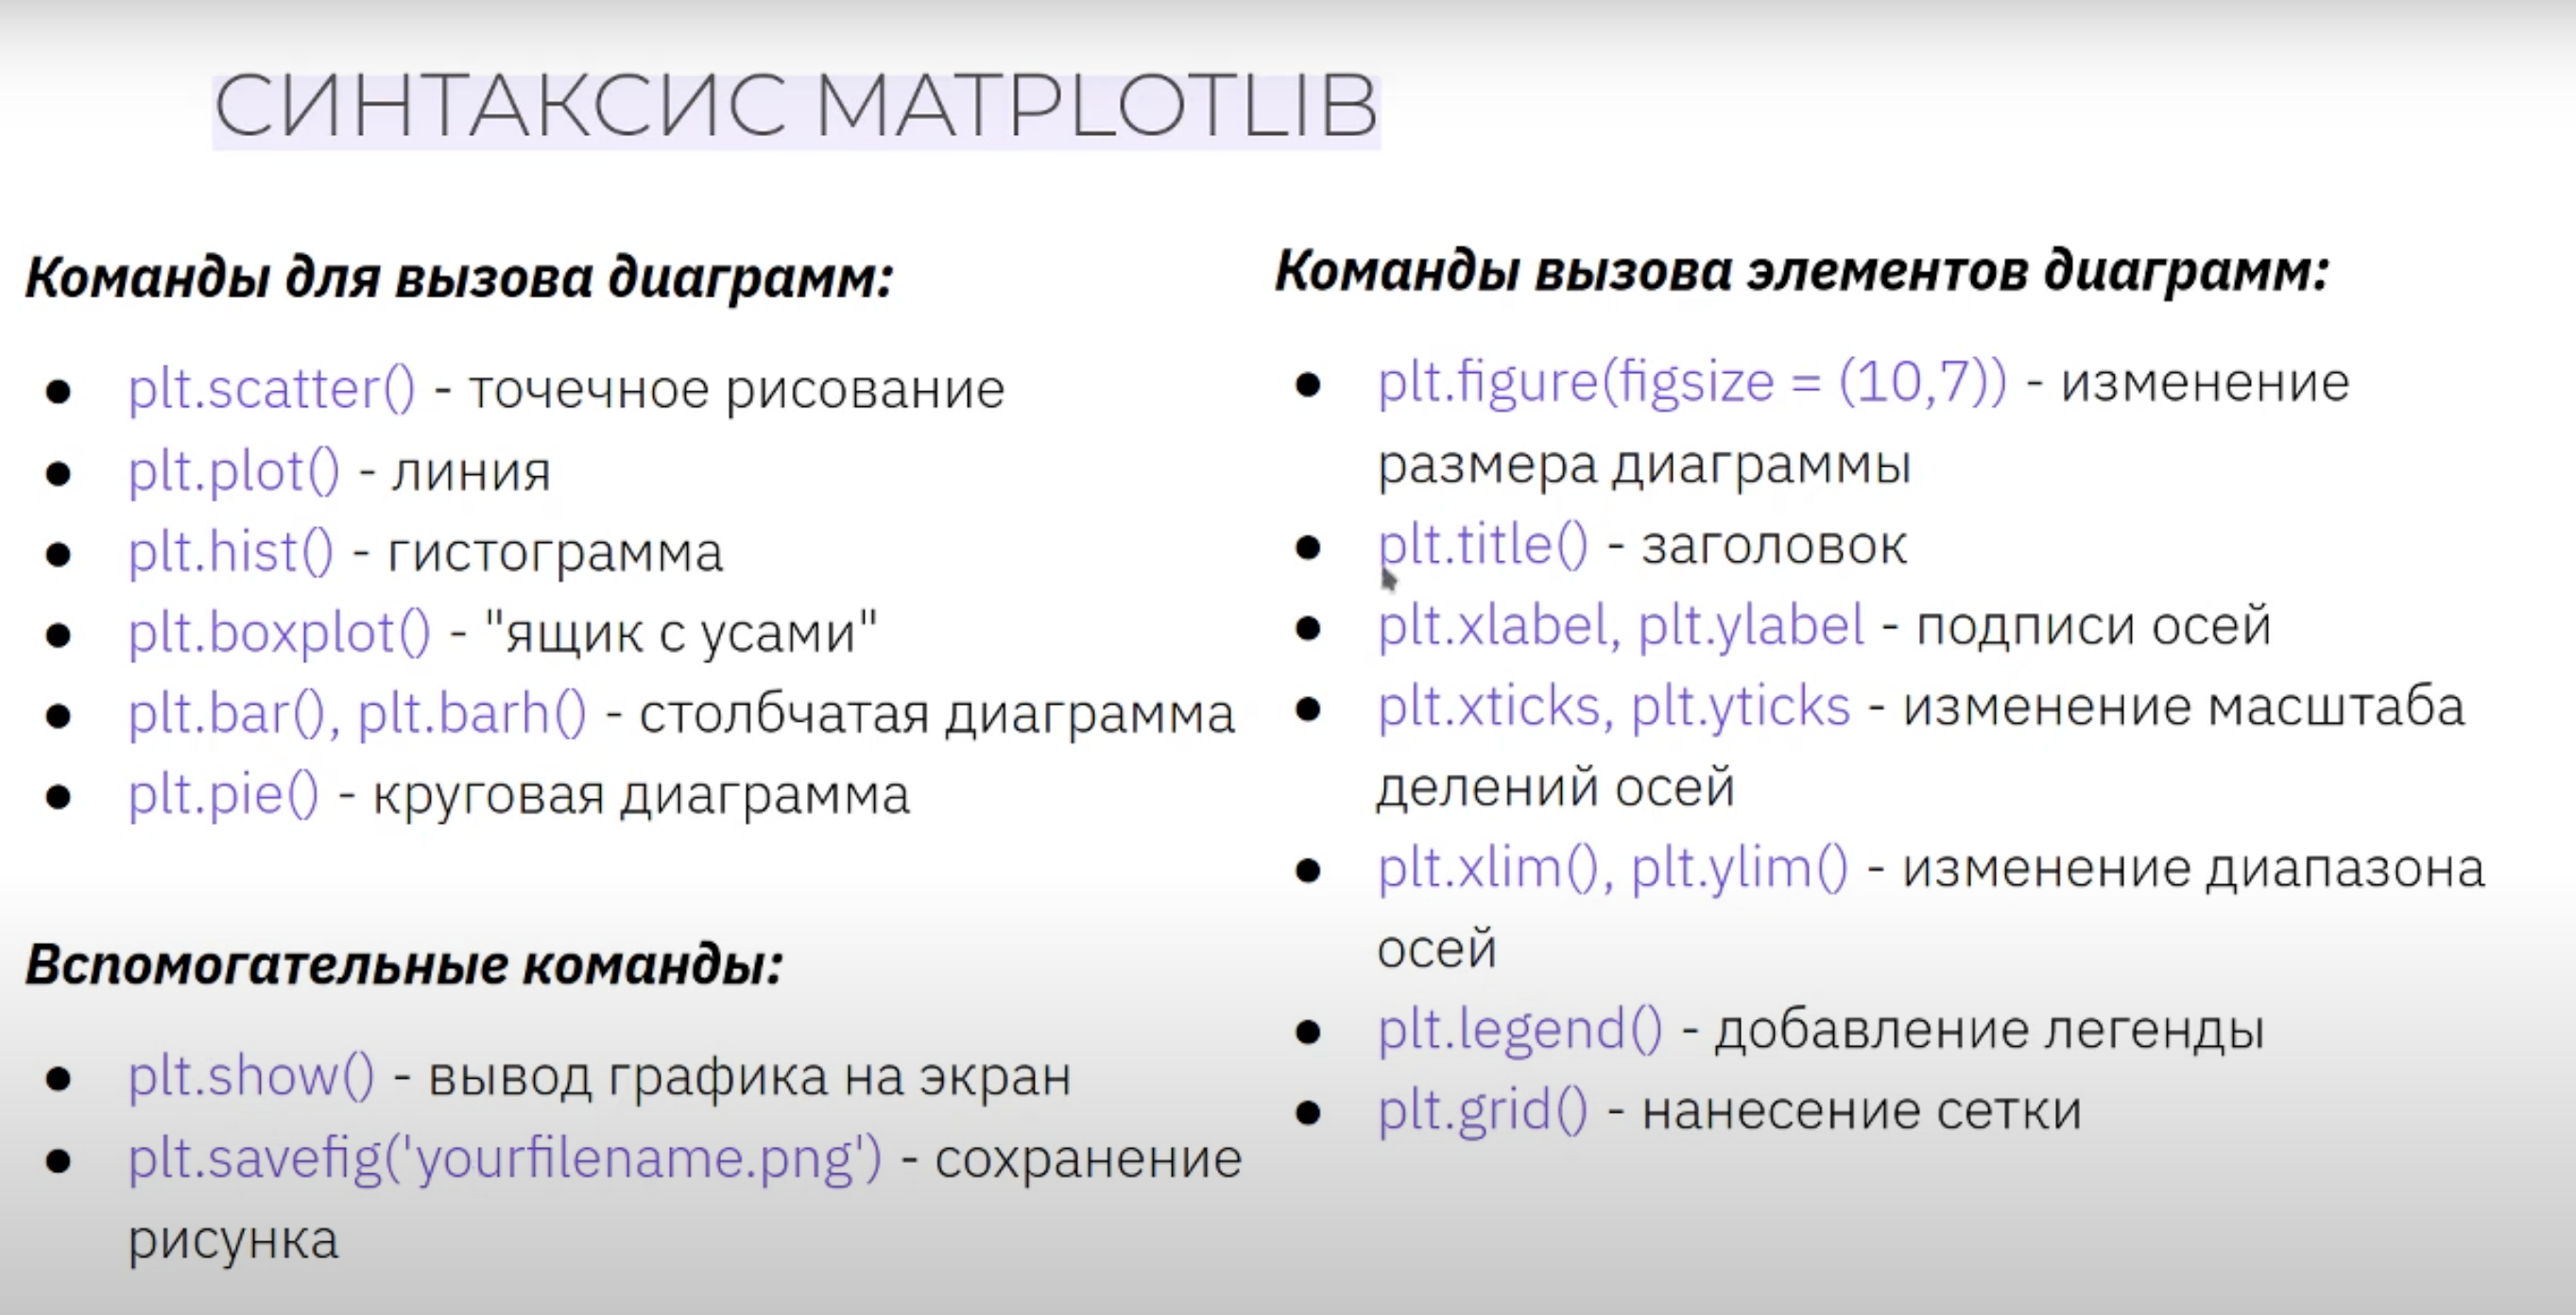 СИНТАКСИС MATPLOTLIB
Команды для вызова диаграмм:
● plt.scatter() - точечное рисование
● plt.plot() - линия
● plt.hist() - гистограмма
● plt.boxplot() - "ящик с усами"
● plt.bar(), plt.barh() - столбчатая диаграмма
● plt.pie() - круговая диаграмма
Вспомогательные команды:
● plt.show() - вывод графика на экран
● plt.savefig('yourfilename.png') - сохранение
рисунка
Команды вызова элементов диаграмм:
● plt.figure(figsize = (10,7)) - изменение
размера диаграммы
● plt.title() - заголовок
● plt.xlabel, plt.ylabel - подписи осей
● plt.xticks, plt.yticks - изменение масштаба
делений осей
● plt.xlim(), plt.ylim() - изменение диапазона
осей
● plt.legend() - добавление легенды
● plt.grid() - нанесение сетки